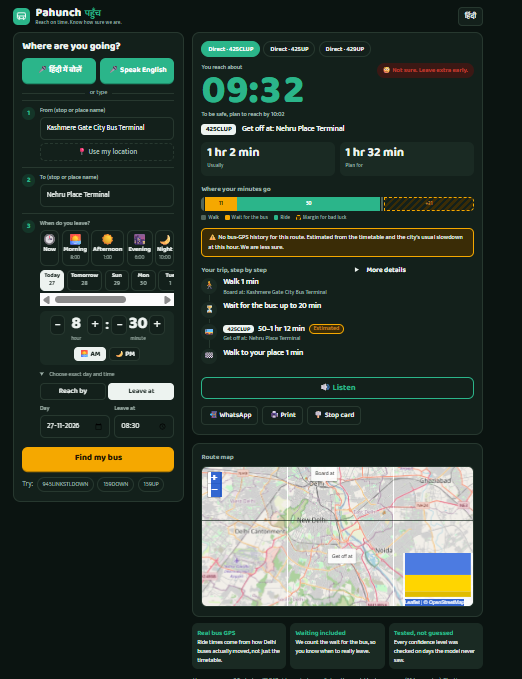 Pahunch पहुँच
Reach on time. Know how sure we are.
हिंदी
Where are you going?
हिंदी में बोलें
Speak English
or type
1
From (stop or place name)
Kashmere Gate City Bus Terminal
Use my location
2
To (stop or place name)
Nehru Place Terminal
3
When do you leave?
Now
Morning
8:00
Afternoon
1:00
Evening
6:00
Night
10:00
Today
27
Tomorrow
28
Sun
29
Mon
30
Tue
1
– 8 + : – 30 +
hour
minute
AM
PM
Choose exact day and time
Reach by
Leave at
Day
Leave at
27-11-2026
08:30
Find my bus
Try:
945LINKSTLDOWN
159DOWN
159UP
Direct · 425CLUP
Direct · 425UP
Direct · 429UP
You reach about
Not sure. Leave extra early.
09:32
To be safe, plan to reach by 10:02
425CLUP
Get off at: Nehru Place Terminal
1 hr 2 min
Usually
1 hr 32 min
Plan for
Where your minutes go
11
50
+31
Walk
Wait for the bus
Ride
Margin for bad luck
No bus-GPS history for this route. Estimated from the timetable and the city's usual slowdown
at this hour. We are less sure.
Your trip, step by step
More details
Walk 1 min
Board at: Kashmere Gate City Bus Terminal
Wait for the bus: up to 20 min
425CLUP
50–1 hr 12 min
Estimated
Get off at: Nehru Place Terminal
Walk to your place 1 min
Listen
WhatsApp
Print
Stop card
Route map
+
–
Board at
Delhi
Ghaziabad
New Delhi
Delhi Cantonment
Noida
Get off at
Leaflet | © OpenStreetMap
Real bus GPS
Ride times come from how Delhi
buses actually moved, not just the
timetable.
Waiting included
We count the wait for the bus, so
you know when to really leave.
Tested, not guessed
Every confidence level was
checked on days the model never
saw.